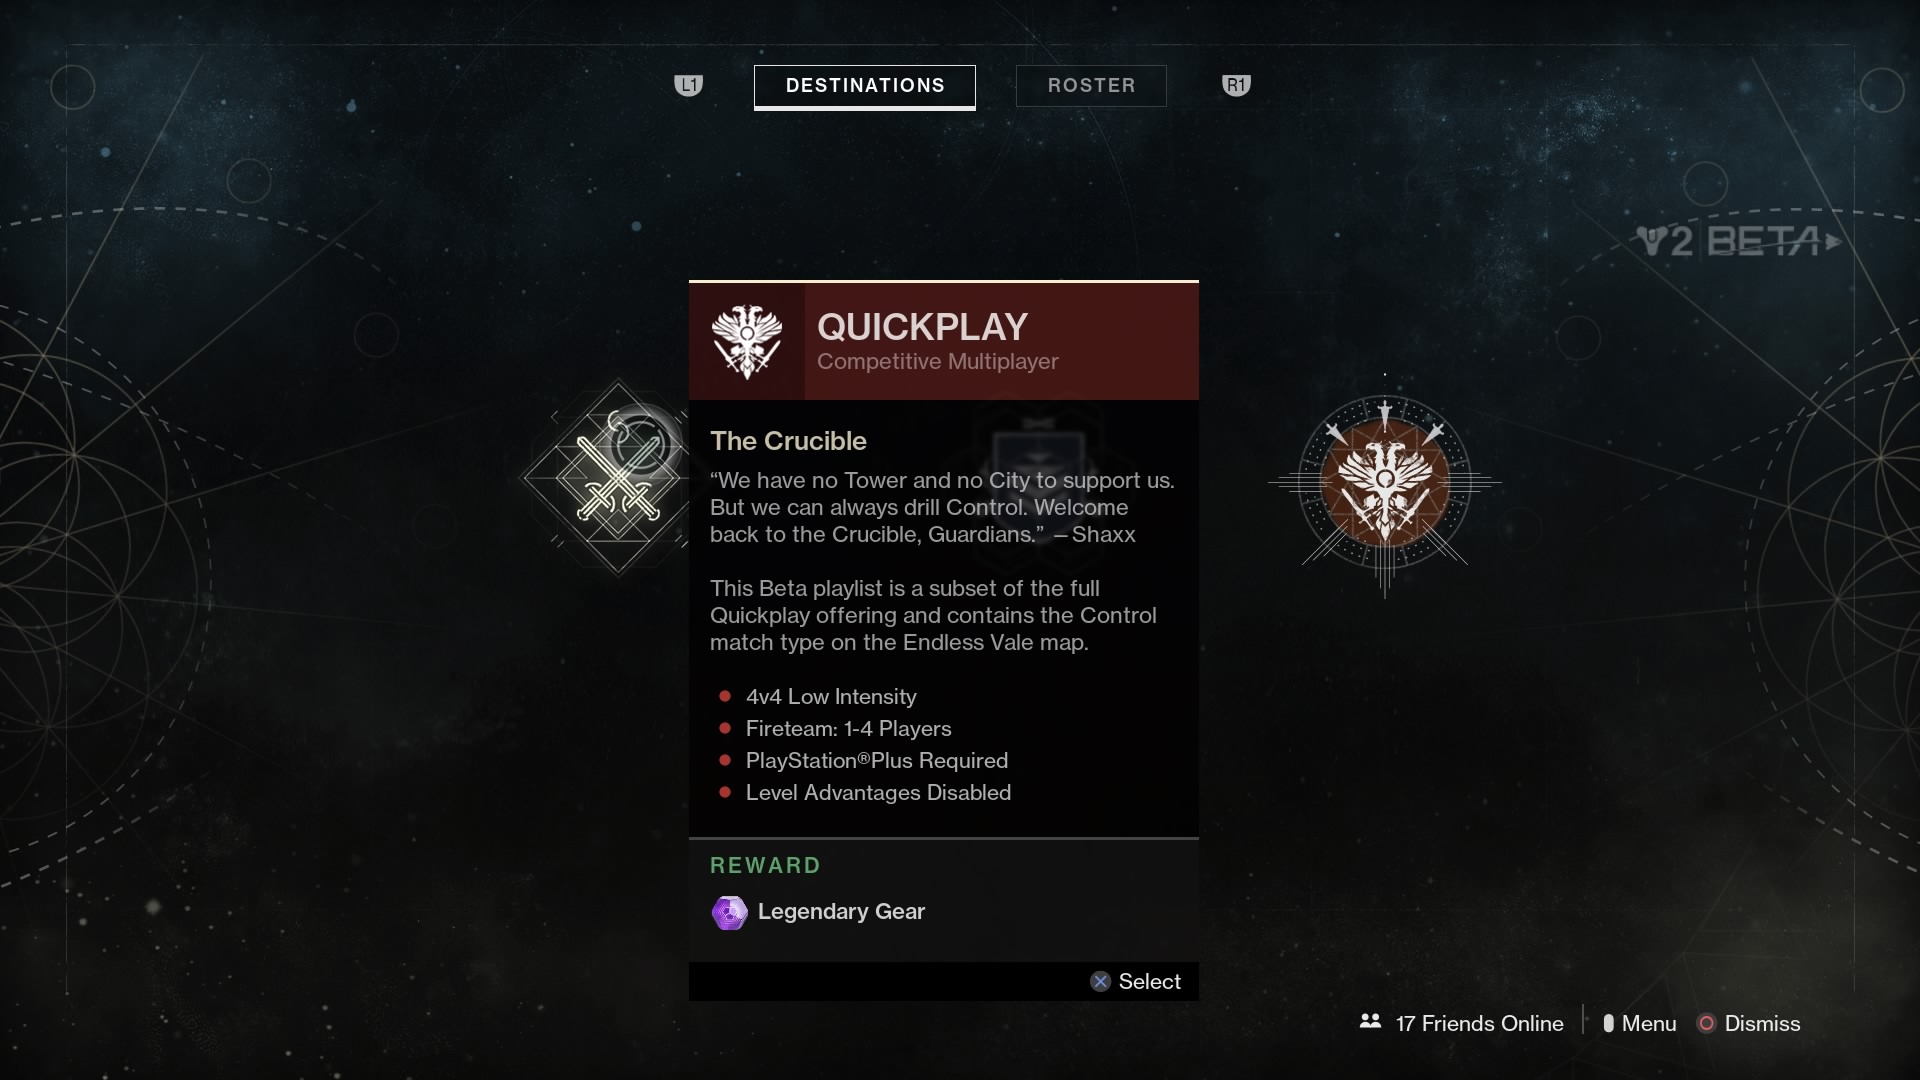 L1
DESTINATIONS
ROSTER
R1
2 BETA
QUICKPLAY
Competitive Multiplayer
The Crucible
“We have no Tower and no City to support us.
But we can always drill Control. Welcome
back to the Crucible, Guardians.” —Shaxx
This Beta playlist is a subset of the full
Quickplay offering and contains the Control
match type on the Endless Vale map.
4v4 Low Intensity
Fireteam: 1-4 Players
PlayStation®Plus Required
Level Advantages Disabled
REWARD
Legendary Gear
Select
17 Friends Online
Menu
Dismiss